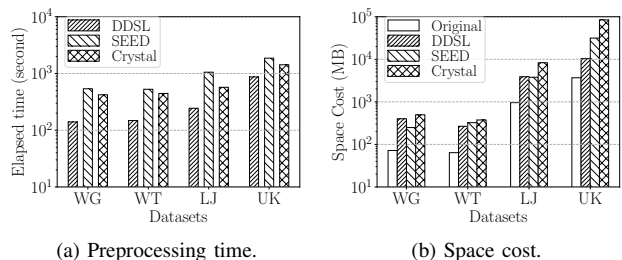 10^4
10^3
10^2
10^1
Elapsed time (second)
DDSL
SEED
Crystal
WG WT LJ UK
Datasets
(a) Preprocessing time.
10^5
10^4
10^3
10^2
10^1
Space Cost (MB)
Original
DDSL
SEED
Crystal
WG WT LJ UK
Datasets
(b) Space cost.